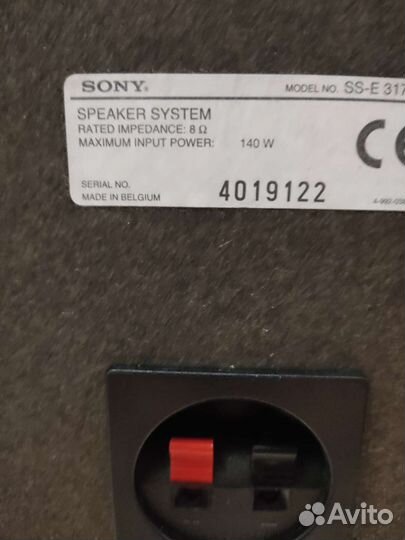 SONY. MODEL NO. SS-E 317
SPEAKER SYSTEM
RATED IMPEDANCE: 8 Ω
MAXIMUM INPUT POWER: 140 W
CE
SERIAL NO. 4019122
MADE IN BELGIUM
Avito